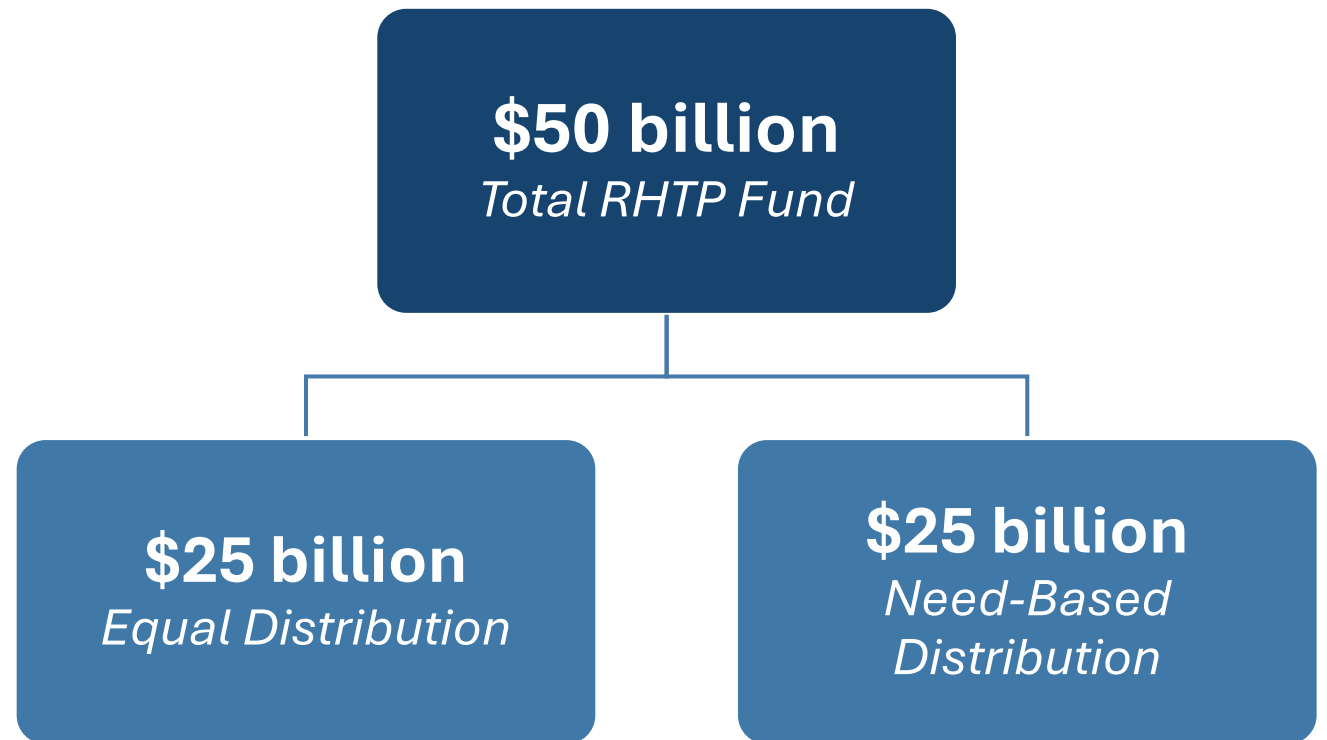 $50 billion
Total RHTP Fund
$25 billion
Equal Distribution
$25 billion
Need-Based
Distribution